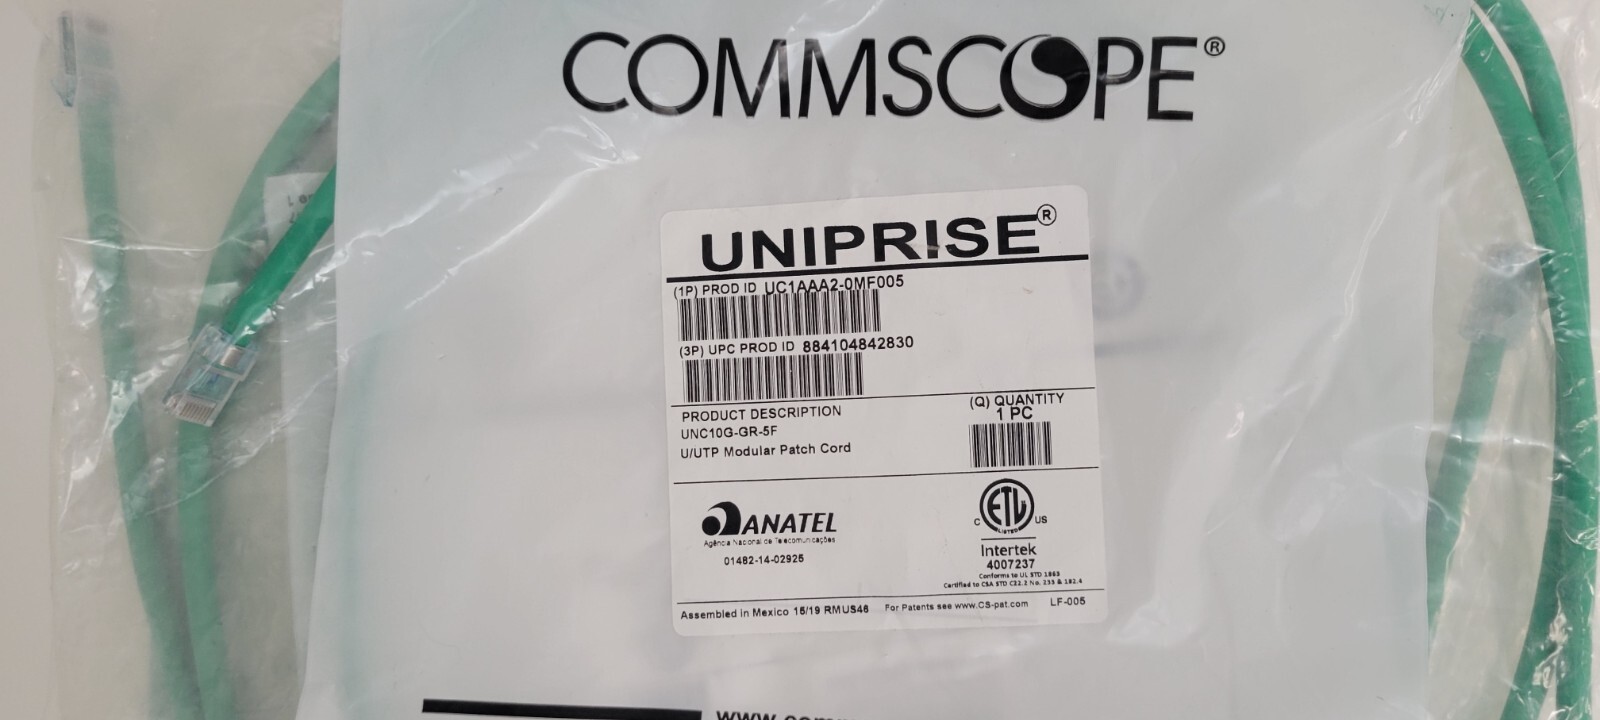 COMMSCOPE®
UNIPRISE®
(1P) PROD ID UC1AAA2-0MF005
(3P) UPC PROD ID 884104842830
PRODUCT DESCRIPTION
UNC10G-GR-5F
U/UTP Modular Patch Cord
(Q) QUANTITY
1 PC
ANATEL
Agência Nacional de Telecomunicações
01482-14-02925
C ETL US
LISTED
Intertek
4007237
Conforms to UL STD 1863
Certified to CSA STD C22.2 No. 233 & 182.4
Assembled in Mexico 15/19 RMUS46 For Patents see www.CS-pat.com LF-005